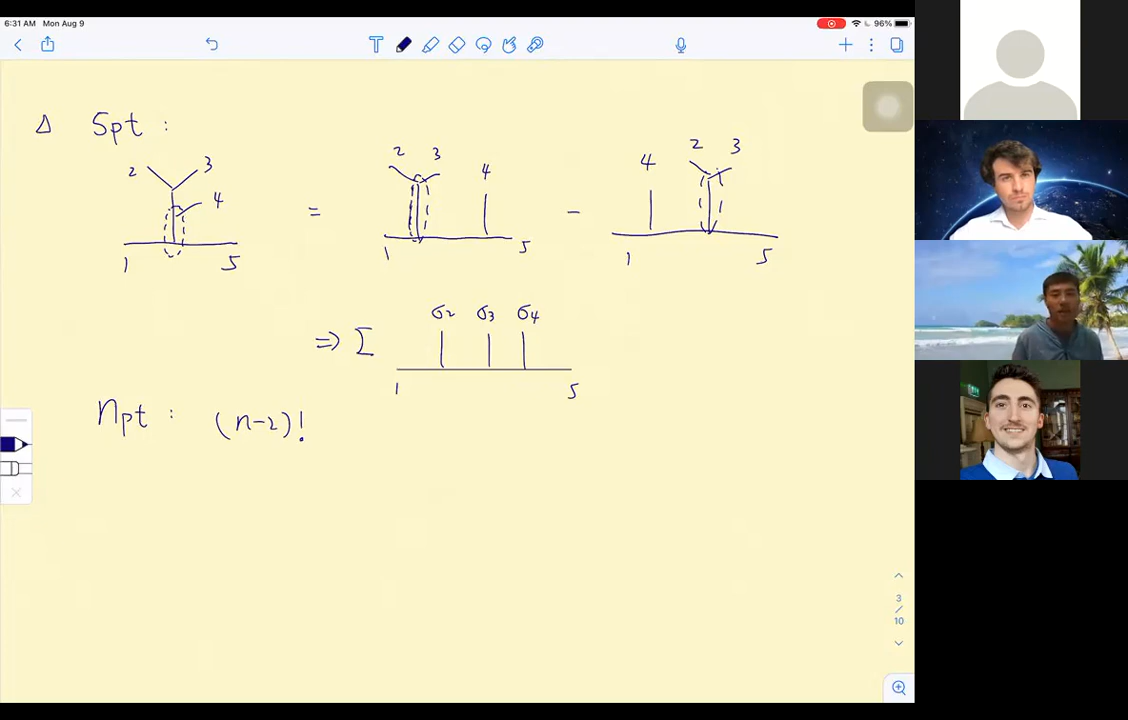 6:31 AM Mon Aug 9
96%
Δ 5pt :
2 3 4 1 5 = 2 3 4 1 5 - 4 2 3 1 5
⇒ Σ σ2 σ3 σ4 1 5
npt : (n-2)!
3
/
10